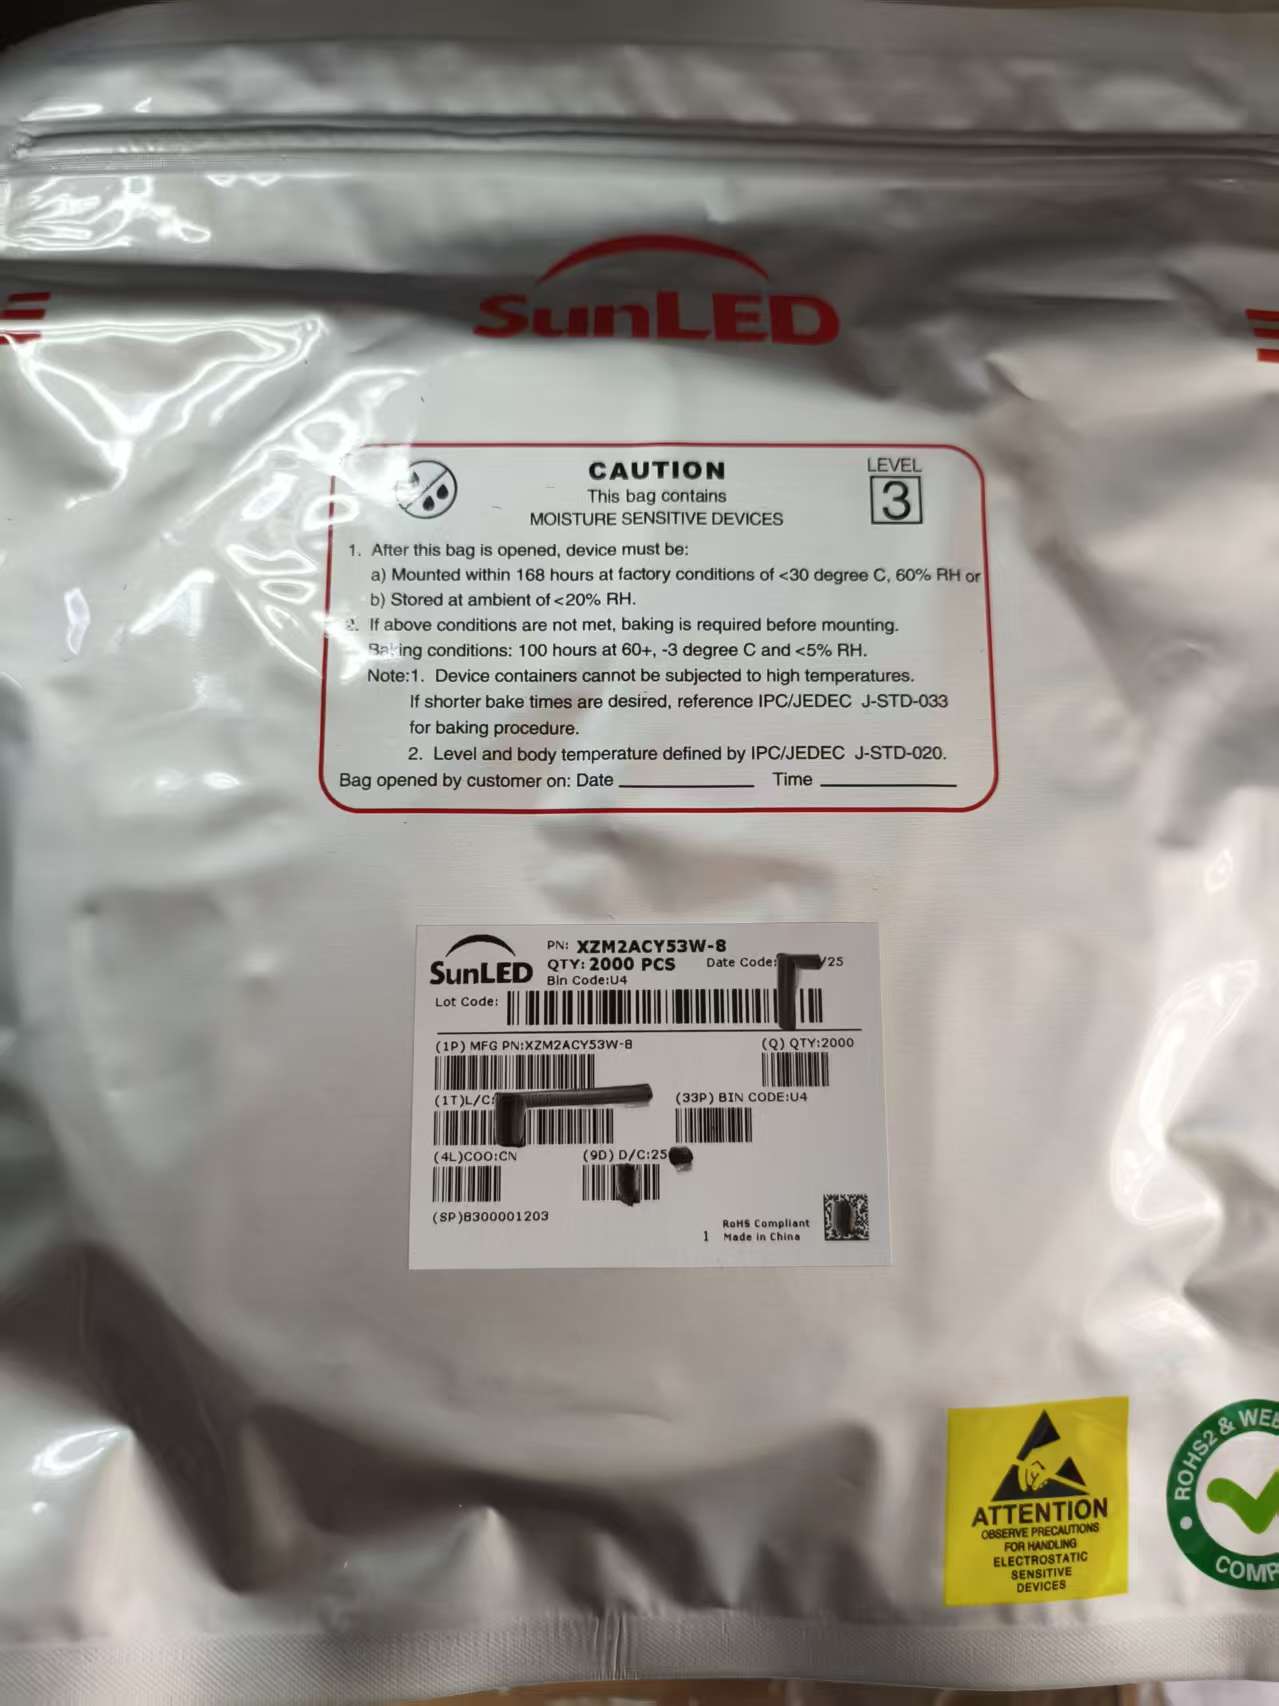 SunLED
CAUTION
LEVEL
3
This bag contains
MOISTURE SENSITIVE DEVICES
1. After this bag is opened, device must be:
a) Mounted within 168 hours at factory conditions of <30 degree C, 60% RH or
b) Stored at ambient of <20% RH.
2. If above conditions are not met, baking is required before mounting.
Baking conditions: 100 hours at 60+, -3 degree C and <5% RH.
Note:1. Device containers cannot be subjected to high temperatures.
If shorter bake times are desired, reference IPC/JEDEC J-STD-033
for baking procedure.
2. Level and body temperature defined by IPC/JEDEC J-STD-020.
Bag opened by customer on: Date Time
SunLED
PN: XZM2ACY53W-8
QTY: 2000 PCS Date Code: /25
Bin Code:U4
Lot Code:
(1P) MFG PN:XZM2ACY53W-8 (Q) QTY:2000
(1T)L/C: (33P) BIN CODE:U4
(4L)COO:CN (9D) D/C:25
(SP)8300001203
RoHS Compliant
1 Made in China
ATTENTION
OBSERVE PRECAUTIONS
FOR HANDLING
ELECTROSTATIC
SENSITIVE
DEVICES
ROHS2 &